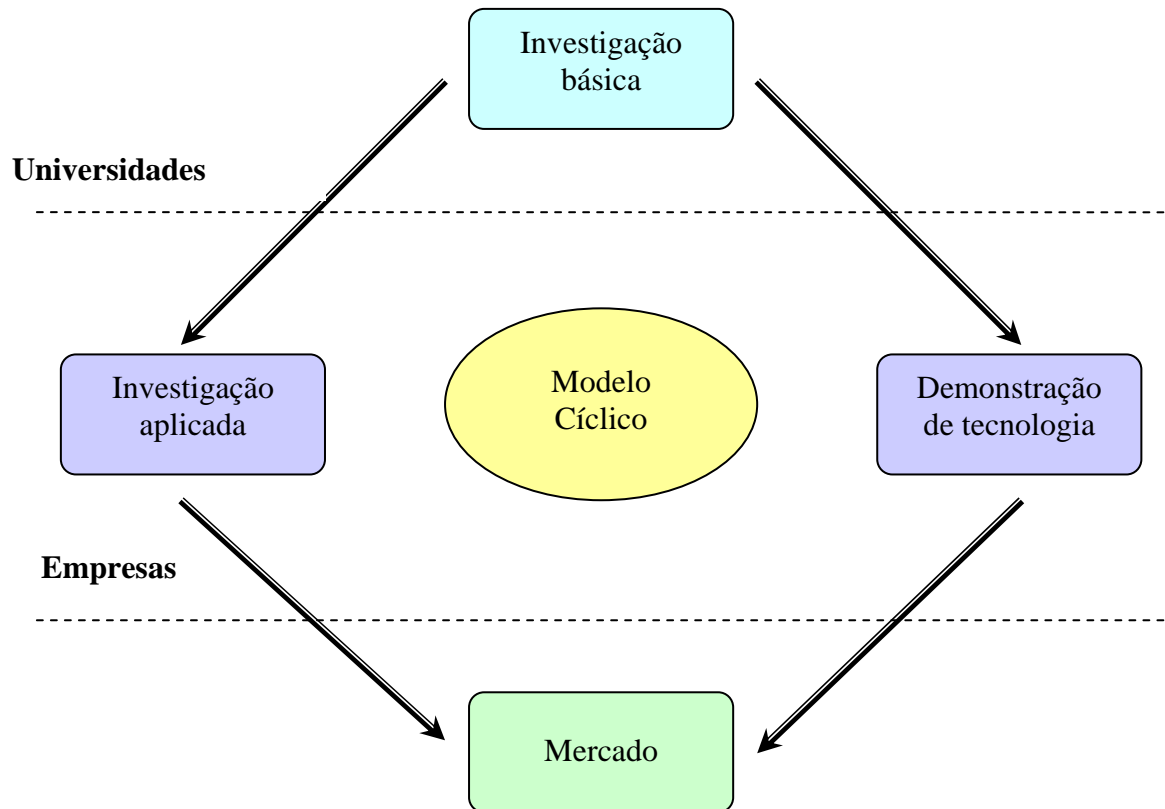 Investigação
básica
Universidades
Investigação
aplicada
Modelo
Cíclico
Demonstração
de tecnologia
Empresas
Mercado